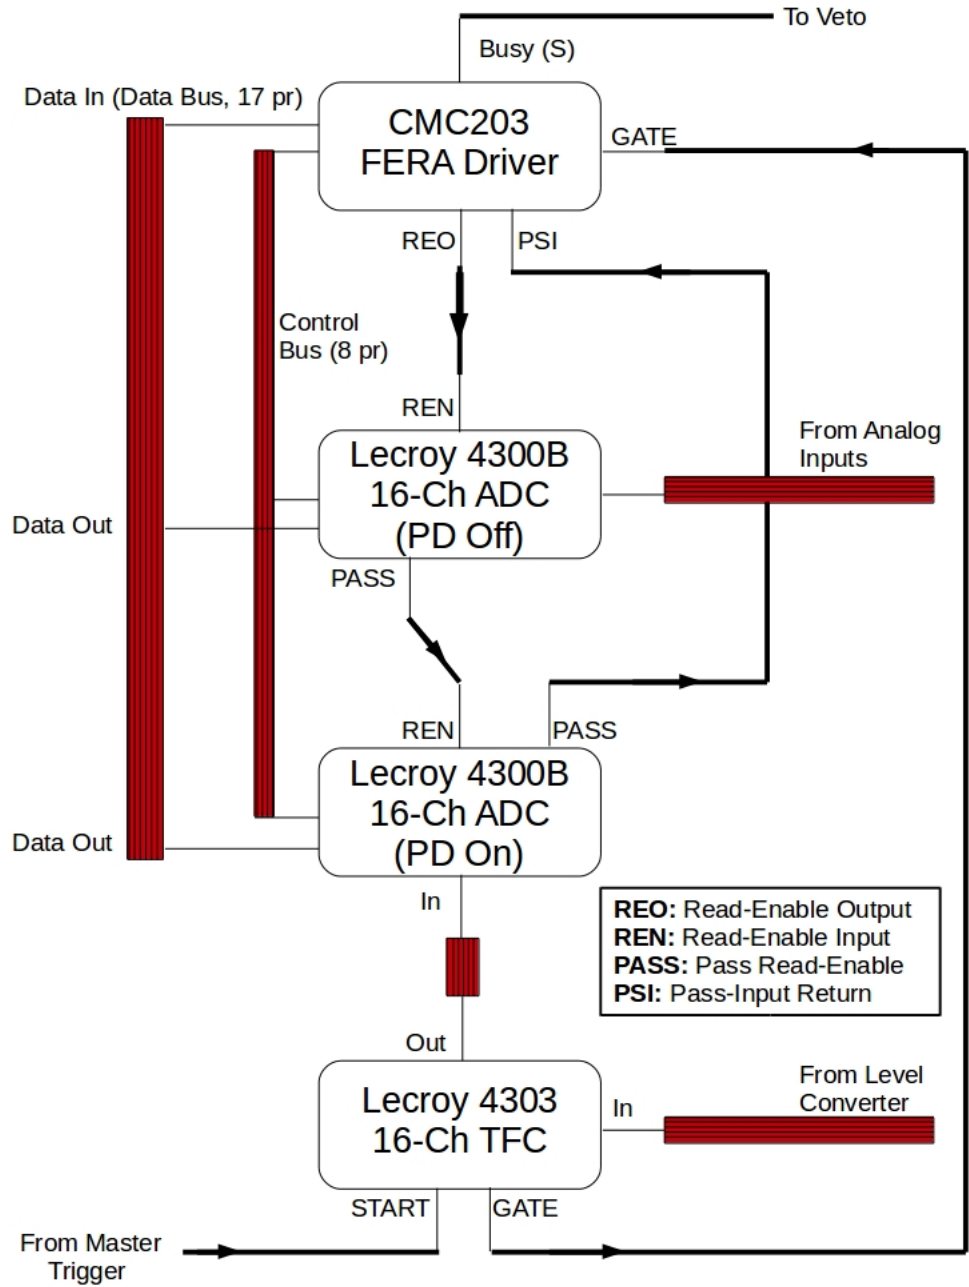 To Veto
Busy (S)
Data In (Data Bus, 17 pr)
CMC203
FERA Driver
GATE
REO
PSI
Control
Bus (8 pr)
REN
From Analog
Inputs
Lecroy 4300B
16-Ch ADC
(PD Off)
Data Out
PASS
REN
PASS
Lecroy 4300B
16-Ch ADC
(PD On)
Data Out
In
REO: Read-Enable Output
REN: Read-Enable Input
PASS: Pass Read-Enable
PSI: Pass-Input Return
Out
From Level
Converter
Lecroy 4303
16-Ch TFC
In
START
GATE
From Master
Trigger